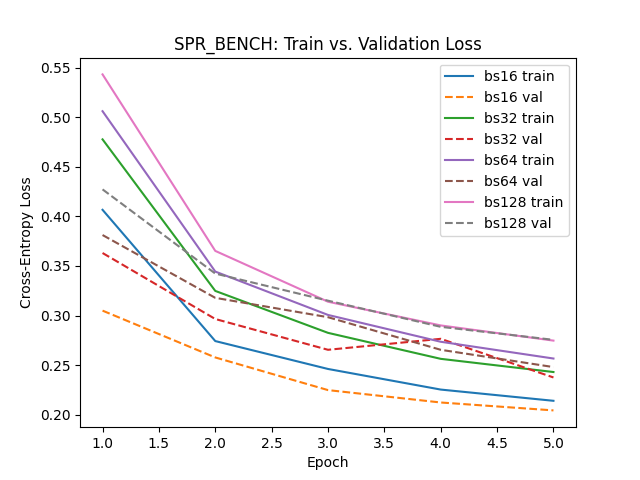 SPR_BENCH: Train vs. Validation Loss
Cross-Entropy Loss
0.55
0.50
0.45
0.40
0.35
0.30
0.25
0.20
bs16 train
bs16 val
bs32 train
bs32 val
bs64 train
bs64 val
bs128 train
bs128 val
1.0 1.5 2.0 2.5 3.0 3.5 4.0 4.5 5.0
Epoch